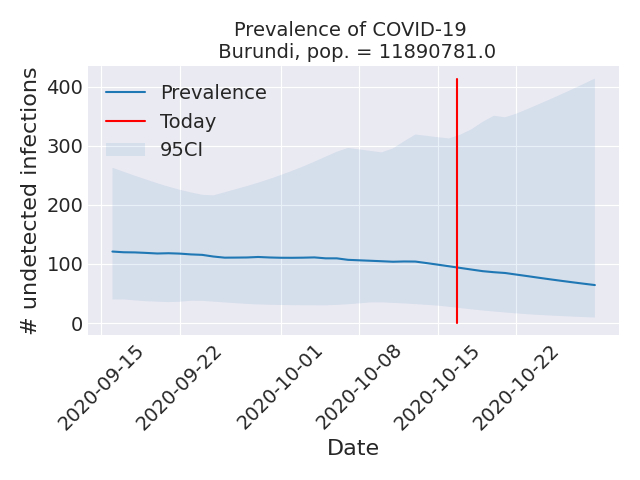 Prevalence of COVID-19
Burundi, pop. = 11890781.0
# undetected infections
400
300
200
100
0
Prevalence
Today
95CI
2020-09-15
2020-09-22
2020-10-01
2020-10-08
2020-10-15
2020-10-22
Date